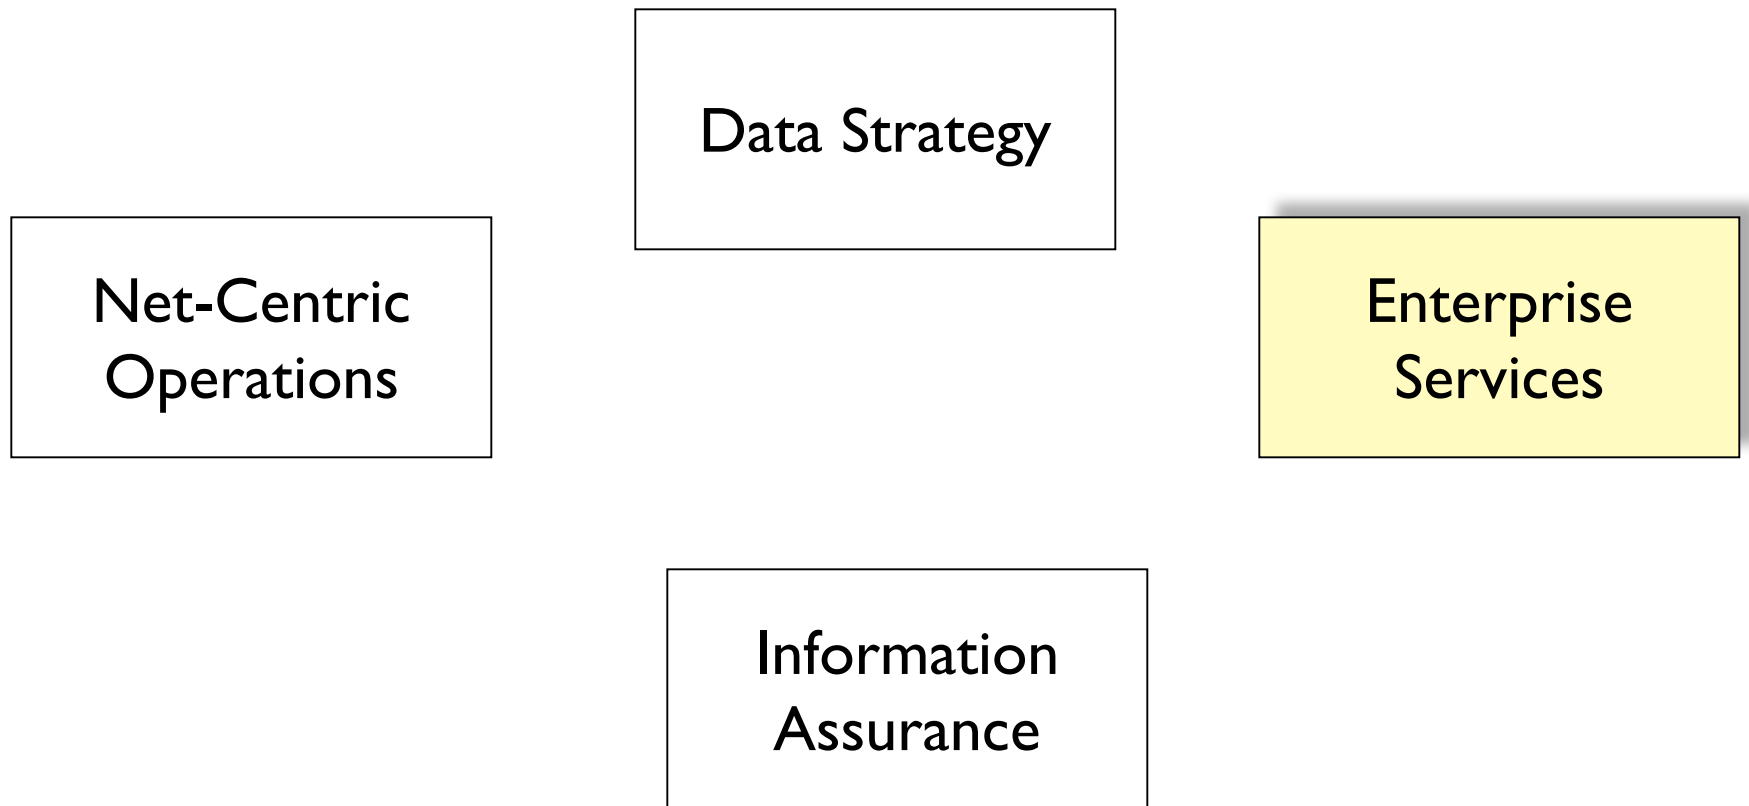 Data Strategy
Net-Centric
Operations
Enterprise
Services
Information
Assurance